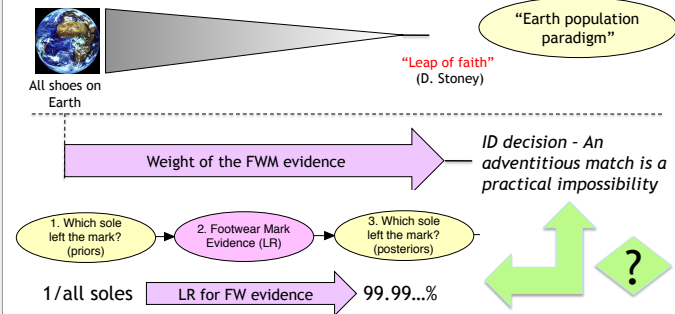 “Earth population
paradigm”
“Leap of faith”
(D. Stoney)
All shoes on
Earth
Weight of the FWM evidence
ID decision – An
adventitious match is a
practical impossibility
1. Which sole
left the mark?
(priors)
2. Footwear Mark
Evidence (LR)
3. Which sole
left the mark?
(posteriors)
1/all soles
LR for FW evidence
99.99...%
?